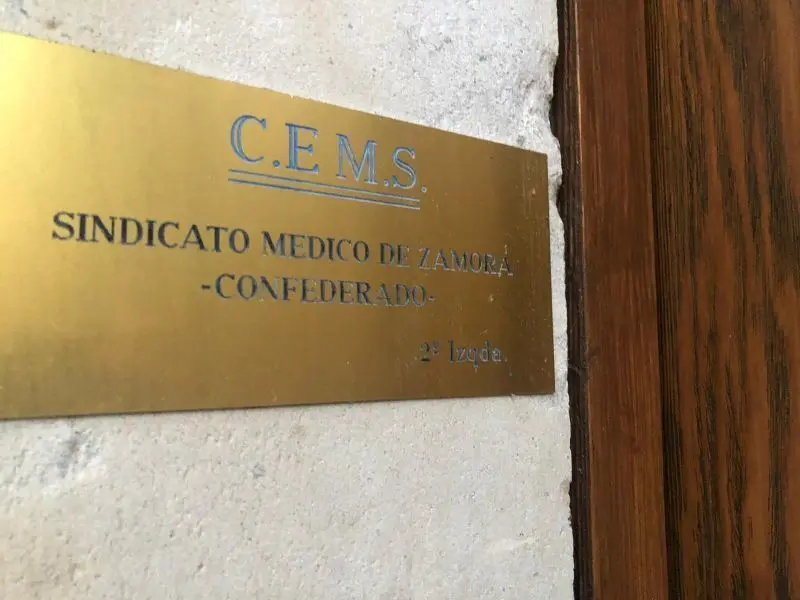 C.E M.S.
SINDICATO MEDICO DE ZAMORA
-CONFEDERADO-
2º Izqda.